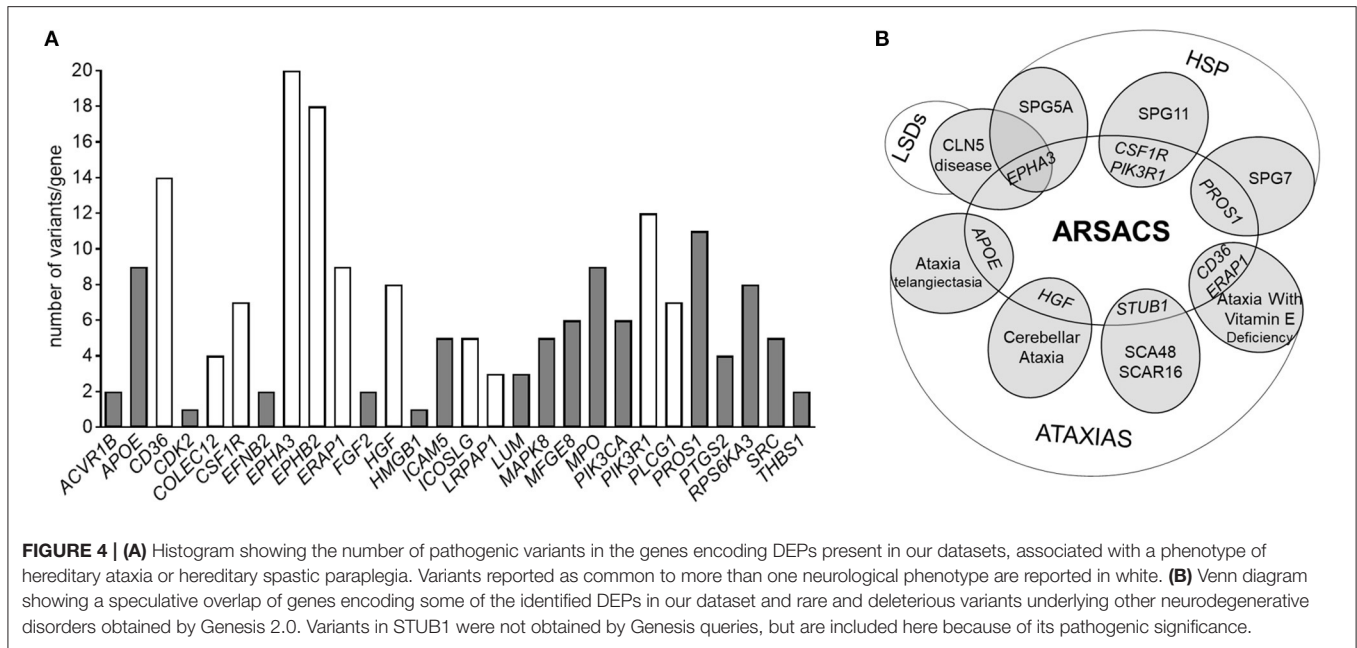 A
number of variants/gene
20
18
16
14
12
10
8
6
4
2
0
ACVR1B
APOE
CD36
CDK2
COLEC12
CSF1R
EFNB2
EPHA3
EPHB2
ERAP1
FGF2
HGF
HMGB1
ICAM5
ICOSLG
LRPAP1
LUM
MAPK8
MFGE8
MPO
PIK3CA
PIK3R1
PLCG1
PROS1
PTGS2
RPS6KA3
SRC
THBS1
B
HSP
LSDs
SPG5A
SPG11
CLN5
disease
EPHA3
CSF1R
PIK3R1
SPG7
PROS1
ARSACS
APOE
Ataxia
telangiectasia
CD36
ERAP1
Ataxia With
Vitamin E
Deficiency
HGF
Cerebellar
Ataxia
STUB1
SCA48
SCAR16
ATAXIAS
FIGURE 4 | (A) Histogram showing the number of pathogenic variants in the genes encoding DEPs present in our datasets, associated with a phenotype of
hereditary ataxia or hereditary spastic paraplegia. Variants reported as common to more than one neurological phenotype are reported in white. (B) Venn diagram
showing a speculative overlap of genes encoding some of the identified DEPs in our dataset and rare and deleterious variants underlying other neurodegenerative
disorders obtained by Genesis 2.0. Variants in STUB1 were not obtained by Genesis queries, but are included here because of its pathogenic significance.